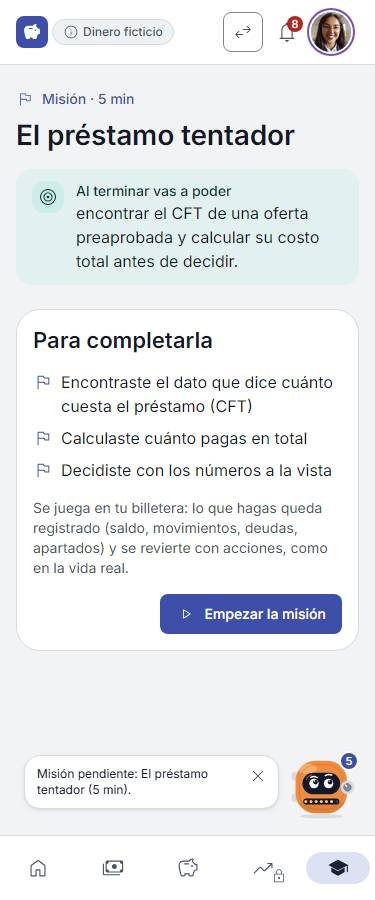 Dinero ficticio
8
Misión · 5 min
El préstamo tentador
Al terminar vas a poder
encontrar el CFT de una oferta
preaprobada y calcular su costo
total antes de decidir.
Para completarla
Encontraste el dato que dice cuánto
cuesta el préstamo (CFT)
Calculaste cuánto pagas en total
Decidiste con los números a la vista
Se juega en tu billetera: lo que hagas queda
registrado (saldo, movimientos, deudas,
apartados) y se revierte con acciones, como
en la vida real.
Empezar la misión
Misión pendiente: El préstamo
tentador (5 min).
5